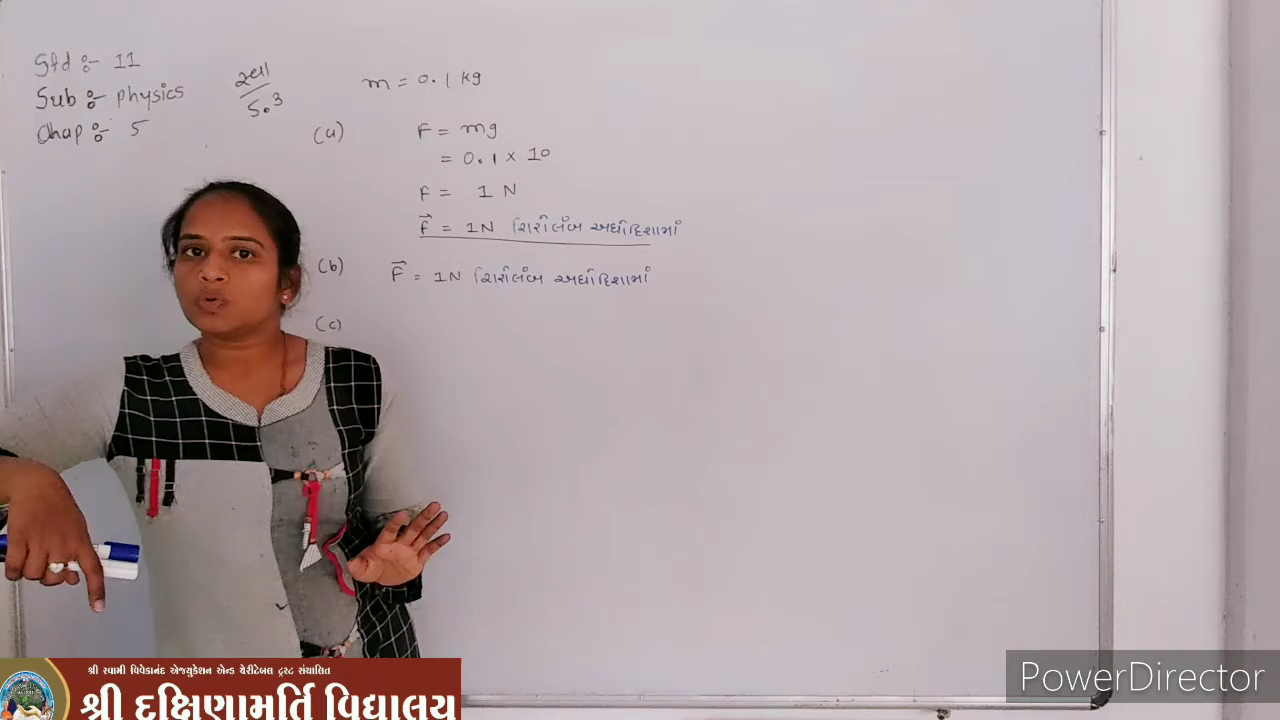 Std :- 11
Sub :- physics
Chap :- 5
સ્વા
5.3
m = 0.1 kg
(a) F = mg
= 0.1 × 10
F = 1 N
F⃗ = 1N શિરોલંબ અધોદિશામાં
(b) F⃗ = 1N શિરોલંબ અધોદિશામાં
(c)
શ્રી સ્વામી વિવેકાનંદ એજ્યુકેશન એન્ડ ચેરીટેબલ ટ્રસ્ટ સંચાલિત
શ્રી દક્ષિણામૂર્તિ વિદ્યાલય
PowerDirector